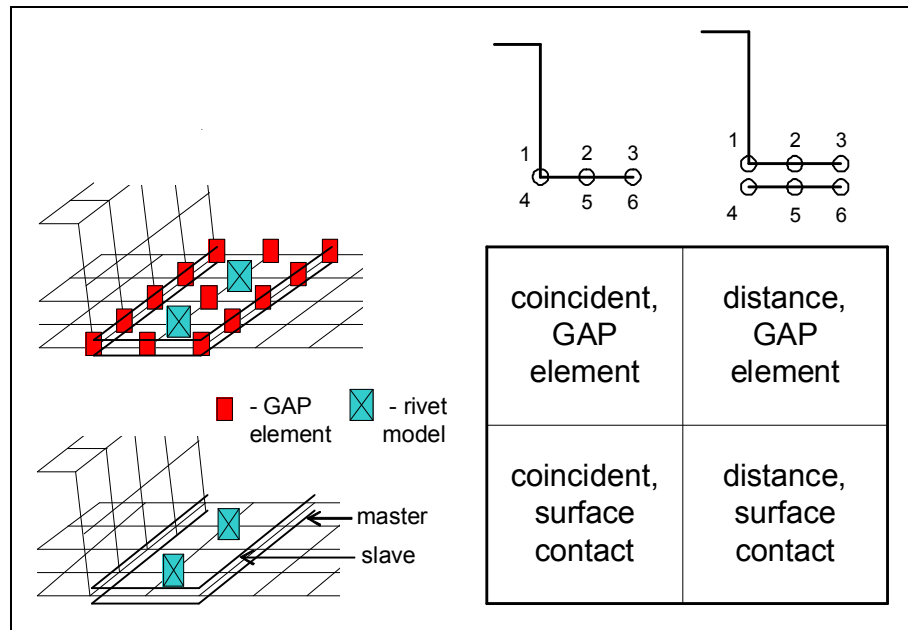 1 2 3
4 5 6
1 2 3
4 5 6
- GAP
element
- rivet
model
master
slave
coincident,
GAP
element
distance,
GAP
element
coincident,
surface
contact
distance,
surface
contact